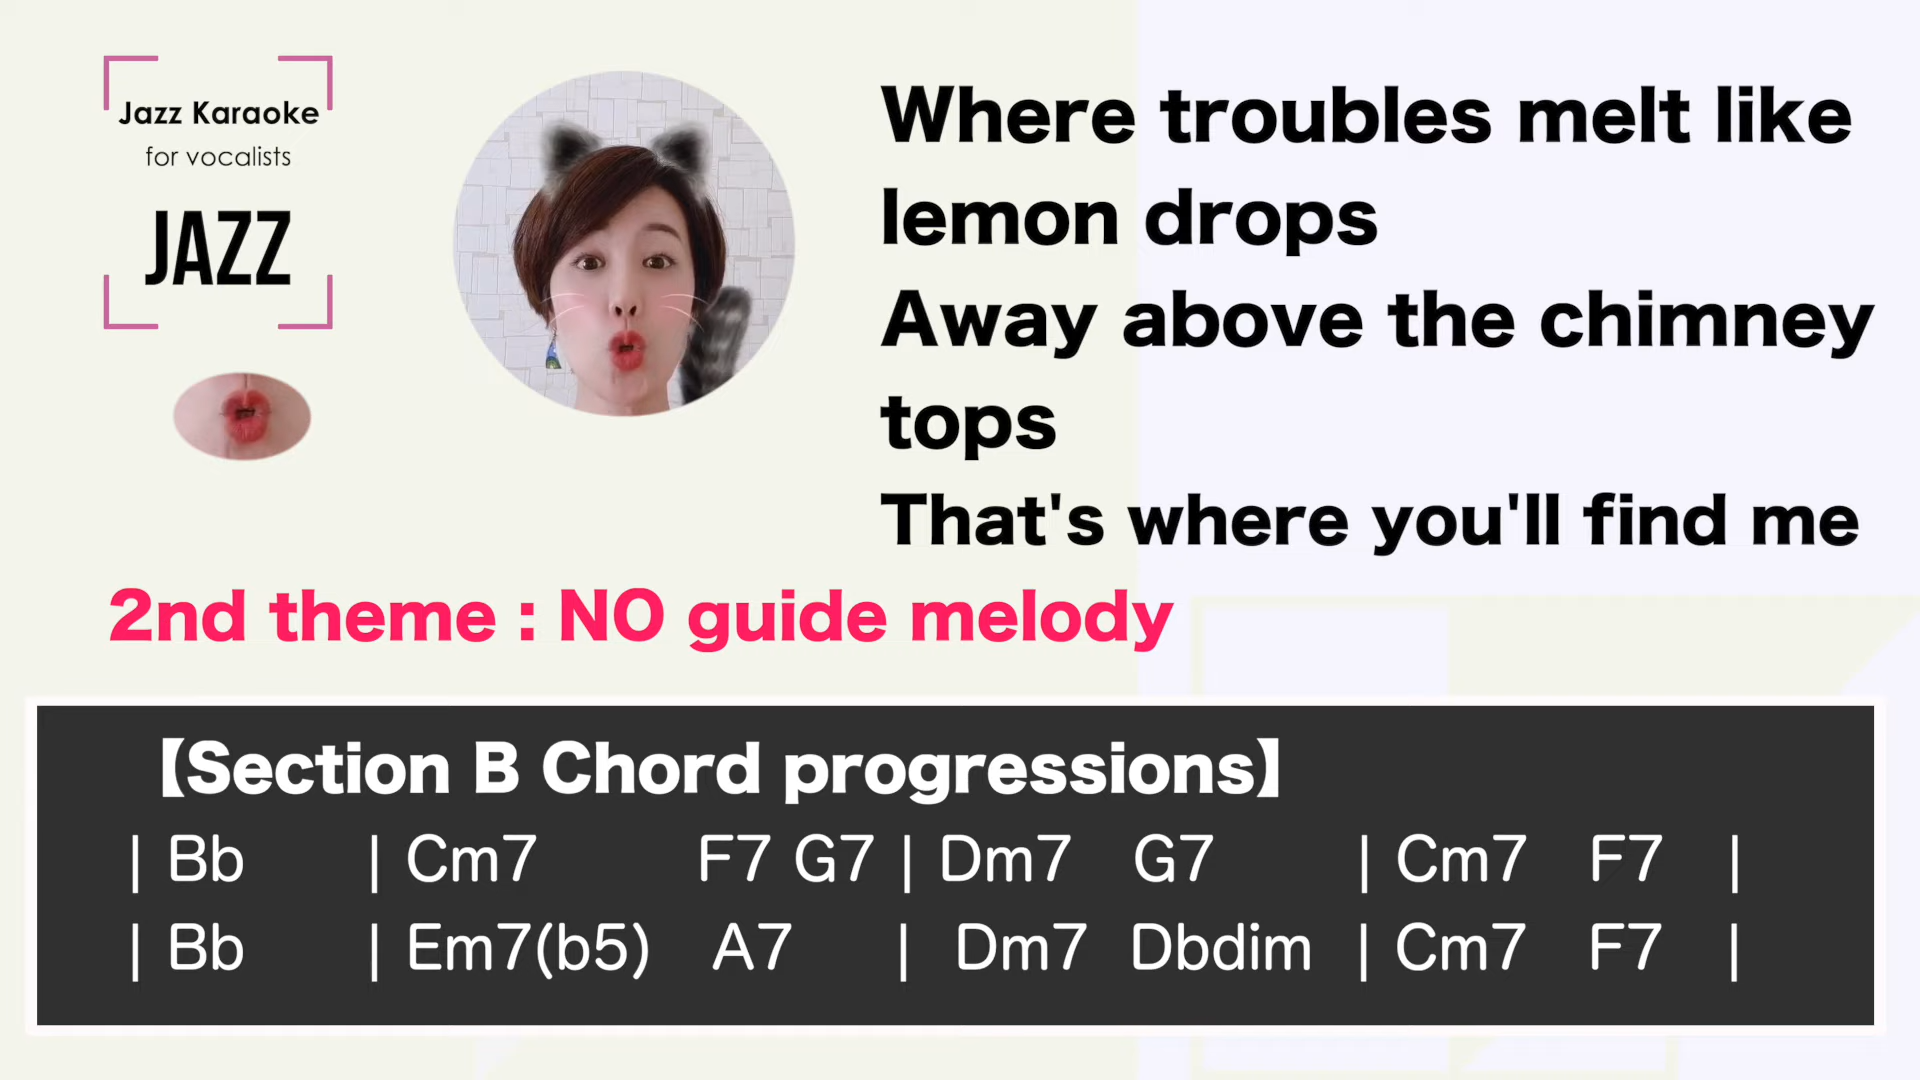 Jazz Karaoke
for vocalists
JAZZ
Where troubles melt like
lemon drops
Away above the chimney
tops
That's where you'll find me
2nd theme : NO guide melody
【Section B Chord progressions】
| Bb | Cm7 F7 G7 | Dm7 G7 | Cm7 F7 |
| Bb | Em7(b5) A7 | Dm7 Dbdim | Cm7 F7 |